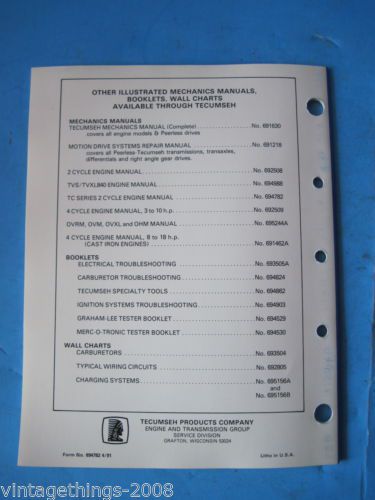 OTHER ILLUSTRATED MECHANICS MANUALS,
BOOKLETS, WALL CHARTS
AVAILABLE THROUGH TECUMSEH
MECHANICS MANUALS
TECUMSEH MECHANICS MANUAL (Complete) ........ No. 691630
covers all engine models & Peerless drives
MOTION DRIVE SYSTEMS REPAIR MANUAL ........ No. 691218
covers all Peerless-Tecumseh transmissions, transaxles,
differentials and right angle gear drives.
2 CYCLE ENGINE MANUAL ........ No. 692508
TVS/TVXL840 ENGINE MANUAL ........ No. 694988
TC SERIES 2 CYCLE ENGINE MANUAL ........ No. 694782
4 CYCLE ENGINE MANUAL, 3 to 10 h.p. ........ No. 692509
OVRM, OVM, OVXL and OHM MANUAL ........ No. 695244A
4 CYCLE ENGINE MANUAL, 8 to 18 h.p.
(CAST IRON ENGINES) ........ No. 691462A
BOOKLETS
ELECTRICAL TROUBLESHOOTING ........ No. 693505A
CARBURETOR TROUBLESHOOTING ........ No. 694824
TECUMSEH SPECIALTY TOOLS ........ No. 694862
IGNITION SYSTEMS TROUBLESHOOTING ........ No. 694903
GRAHAM-LEE TESTER BOOKLET ........ No. 694529
MERC-O-TRONIC TESTER BOOKLET ........ No. 694530
WALL CHARTS
CARBURETORS ........ No. 693504
TYPICAL WIRING CIRCUITS ........ No. 692805
CHARGING SYSTEMS ........ No. 695156A
and
No. 695156B
TECUMSEH PRODUCTS COMPANY
ENGINE AND TRANSMISSION GROUP
SERVICE DIVISION
GRAFTON, WISCONSIN 53024
Form No. 694782 4/91
Litho in U.S.A.
vintagethings-2008